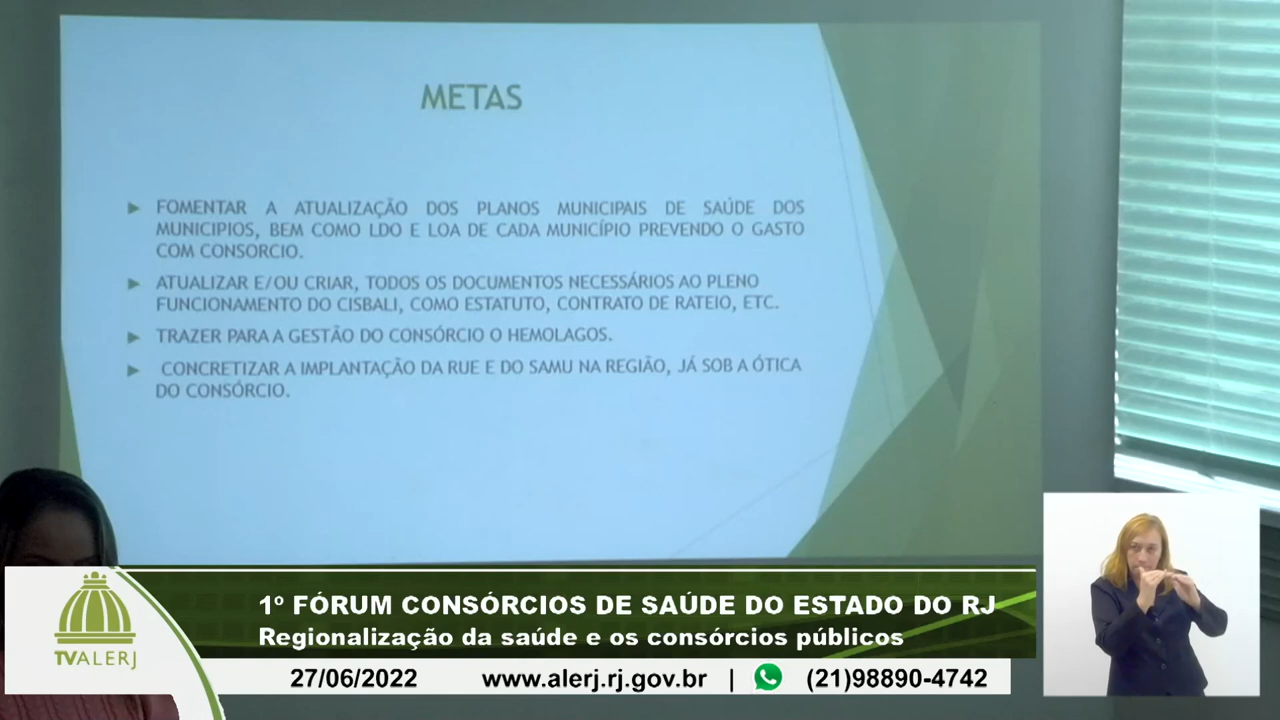 METAS
FOMENTAR A ATUALIZAÇÃO DOS PLANOS MUNICIPAIS DE SAÚDE DOS
MUNICIPIOS, BEM COMO LDO E LOA DE CADA MUNICÍPIO PREVENDO O GASTO
COM CONSORCIO.
ATUALIZAR E/OU CRIAR, TODOS OS DOCUMENTOS NECESSÁRIOS AO PLENO
FUNCIONAMENTO DO CISBALI, COMO ESTATUTO, CONTRATO DE RATEIO, ETC.
TRAZER PARA A GESTÃO DO CONSÓRCIO O HEMOLAGOS.
CONCRETIZAR A IMPLANTAÇÃO DA RUE E DO SAMU NA REGIÃO, JÁ SOB A ÓTICA
DO CONSÓRCIO.
TVALERJ
1º FÓRUM CONSÓRCIOS DE SAÚDE DO ESTADO DO RJ
Regionalização da saúde e os consórcios públicos
27/06/2022 www.alerj.rj.gov.br | (21)98890-4742